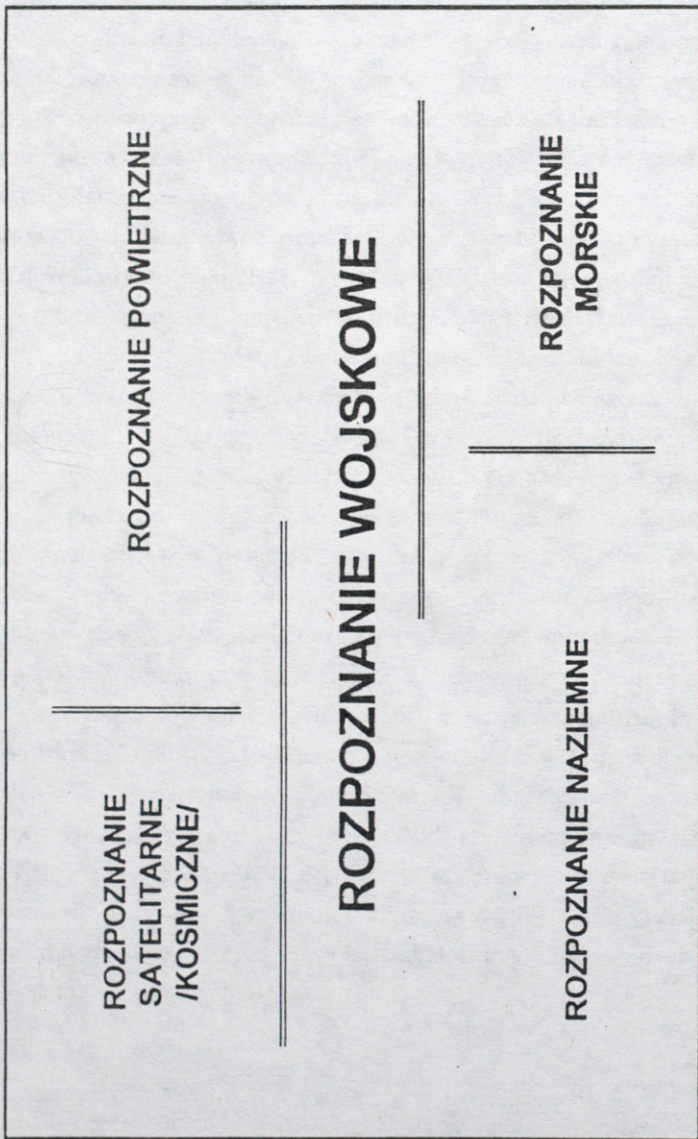 ROZPOZNANIE
SATELITARNE
/KOSMICZNE/
ROZPOZNANIE POWIETRZNE
ROZPOZNANIE WOJSKOWE
ROZPOZNANIE NAZIEMNE
ROZPOZNANIE
MORSKIE